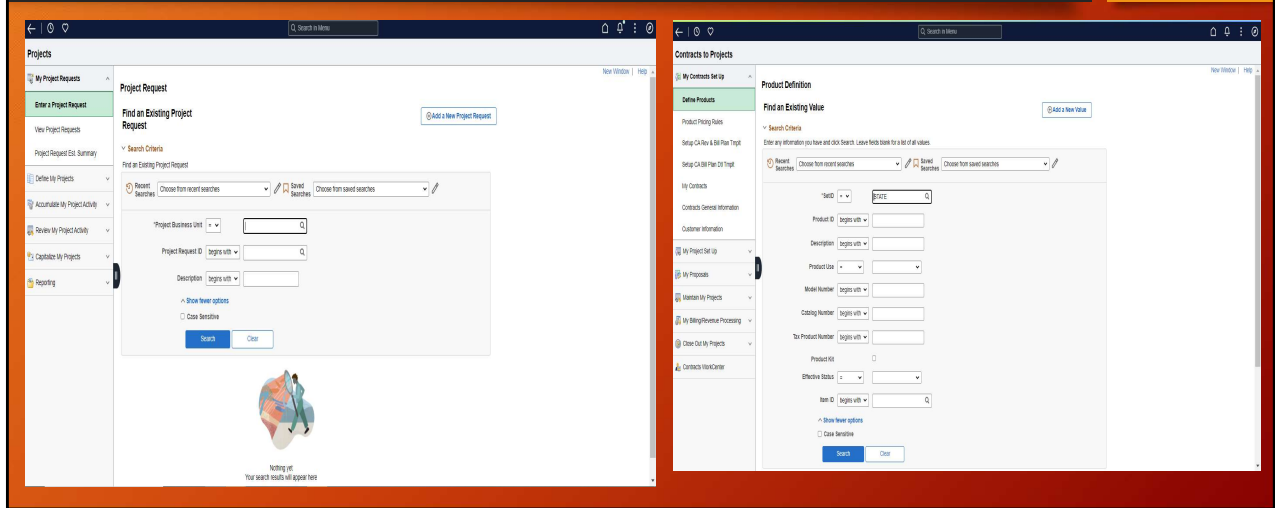 Search in Menu
Projects
New Window | Help
My Project Requests
Enter a Project Request
View Project Requests
Project Request Est. Summary
Define My Projects
Accumulate My Project Activity
Review My Project Activity
Capitalize My Projects
Reporting
Project Request
Find an Existing Project
Request
Add a New Project Request
Search Criteria
Find an Existing Project Request
Recent
Searches
Choose from recent searches
Saved
Searches
Choose from saved searches
*Project Business Unit =
Project Request ID begins with
Description begins with
Show fewer options
Case Sensitive
Search Clear
Nothing yet
Your search results will appear here
Search in Menu
Contracts to Projects
New Window | Help
My Contracts Set Up
Define Products
Product Pricing Rules
Setup CA Rev & Bill Plan Tmplt
Setup CA Bill Plan Dtl Tmplt
My Contracts
Contracts General Information
Customer Information
My Project Set Up
My Proposals
Maintain My Projects
My Billing/Revenue Processing
Close Out My Projects
Contracts WorkCenter
Product Definition
Find an Existing Value
Add a New Value
Search Criteria
Enter any information you have and click Search. Leave fields blank for a list of all values.
Recent
Searches
Choose from recent searches
Saved
Searches
Choose from saved searches
*SetID = STATE
Product ID begins with
Description begins with
Product Use =
Model Number begins with
Catalog Number begins with
Tax Product Number begins with
Product Kit
Effective Status =
Item ID begins with
Show fewer options
Case Sensitive
Search Clear